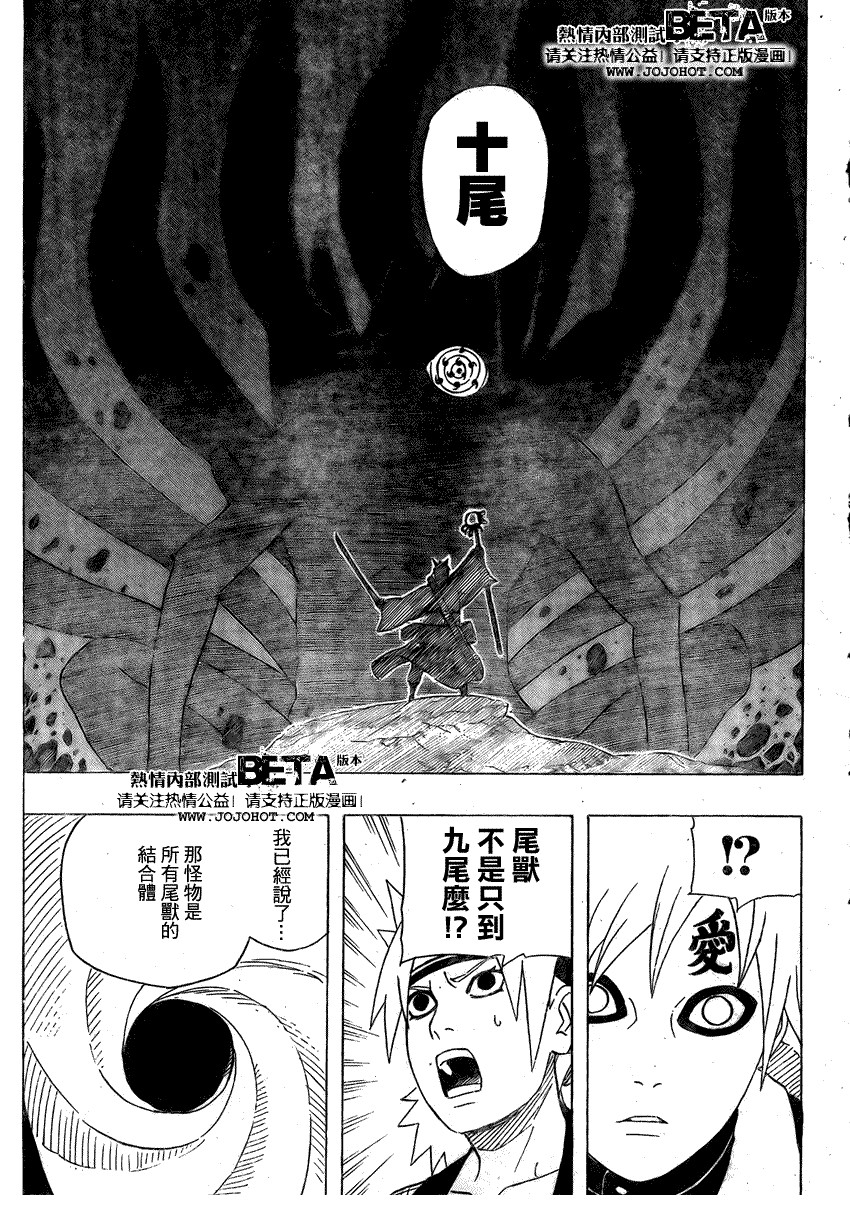 熱情內部測試BETA版本
请关注热情公益！请支持正版漫画！
WWW.JOJOHOT.COM
十尾
熱情內部測試BETA版本
请关注热情公益！请支持正版漫画！
WWW.JOJOHOT.COM
!?
愛
尾獸
不是只到
九尾麼!?
我已經說了…
那怪物是
所有尾獸的
結合體